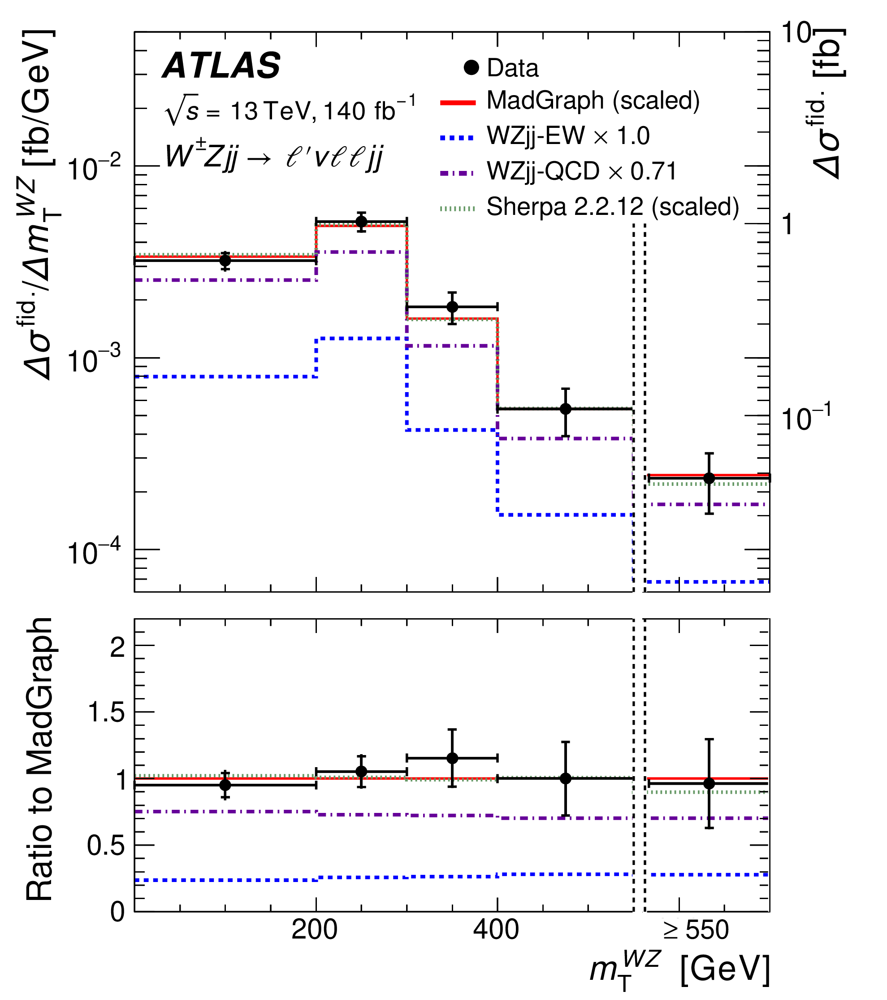 Δσ^fid./Δm_T^WZ [fb/GeV]
Δσ^fid. [fb]
ATLAS
√s = 13 TeV, 140 fb⁻¹
W^±Zjj → ℓ′νℓℓjj
Data
MadGraph (scaled)
WZjj-EW × 1.0
WZjj-QCD × 0.71
Sherpa 2.2.12 (scaled)
10⁻²
10⁻³
10⁻⁴
10
1
10⁻¹
Ratio to MadGraph
2
1.5
1
0.5
0
200 400 ≥ 550
m_T^WZ [GeV]